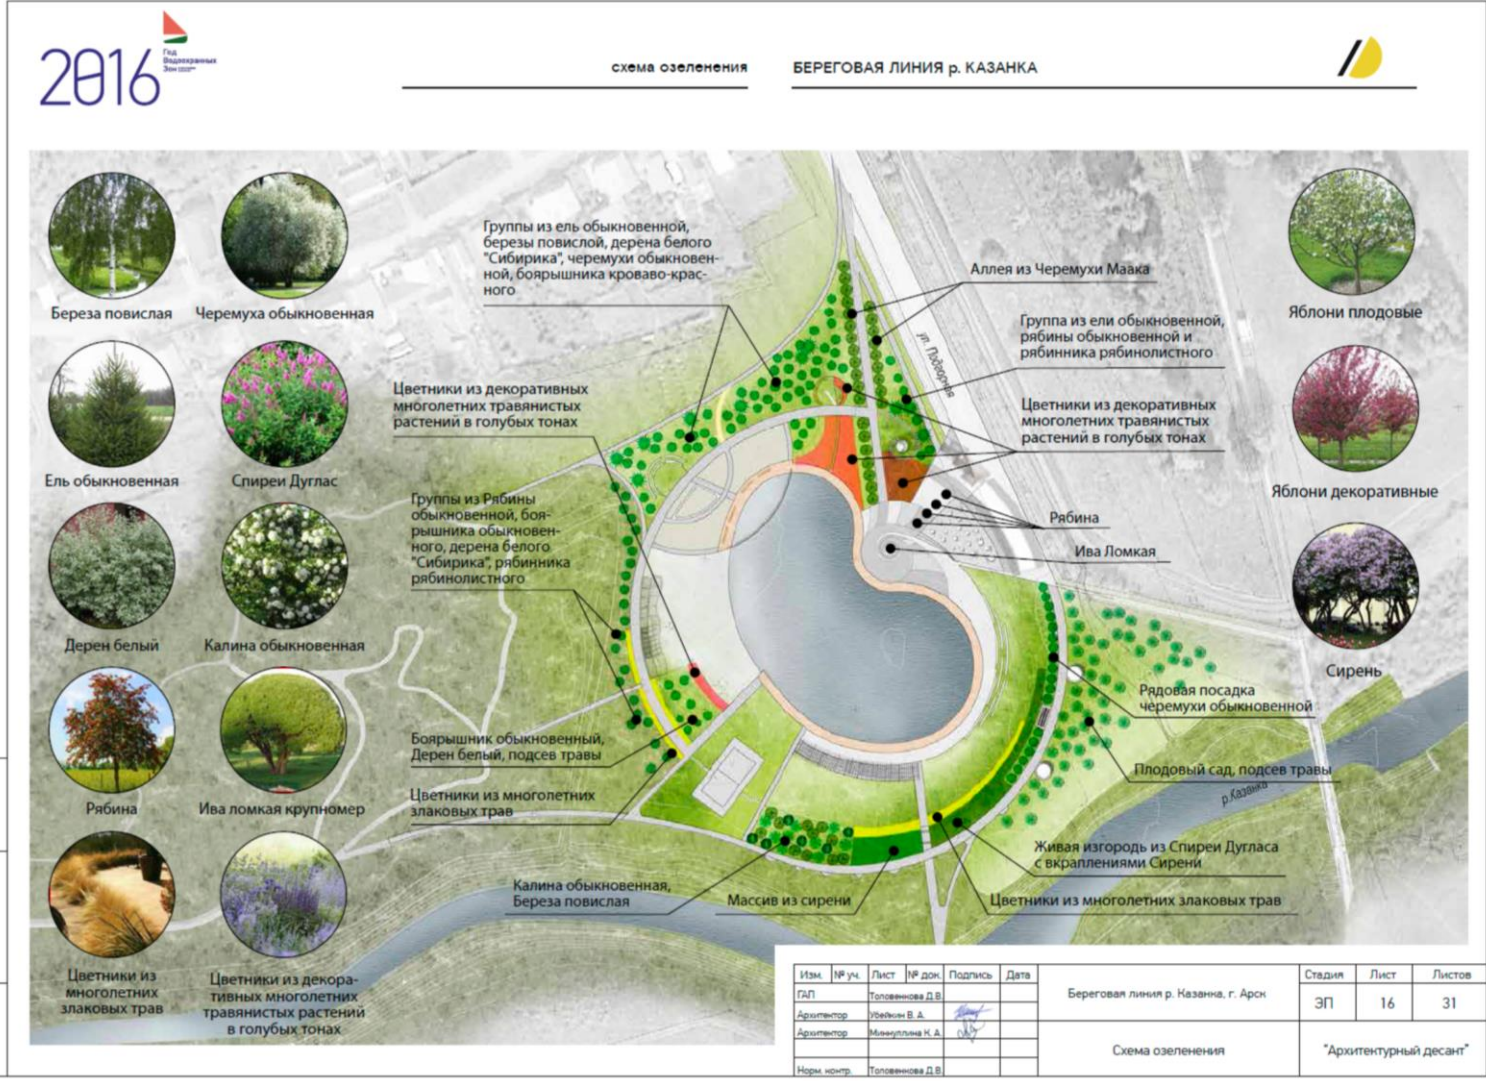 2016
Год
Водоохранных
Зон
схема озеленения
БЕРЕГОВАЯ ЛИНИЯ р. КАЗАНКА
Береза повислая
Черемуха обыкновенная
Ель обыкновенная
Спиреи Дуглас
Дерен белый
Калина обыкновенная
Рябина
Ива ломкая крупномер
Цветники из
многолетних
злаковых трав
Цветники из декора-
тивных многолетних
травянистых растений
в голубых тонах
Группы из ель обыкновенной,
березы повислой, дерена белого
"Сибирика", черемухи обыкновен-
ной, боярышника кроваво-крас-
ного
Цветники из декоративных
многолетних травянистых
растений в голубых тонах
Группы из Рябины
обыкновенной, боя-
рышника обыкновен-
ного, дерена белого
"Сибирика", рябинника
рябинолистного
Боярышник обыкновенный,
Дерен белый, подсев травы
Цветники из многолетних
злаковых трав
Калина обыкновенная,
Береза повислая
Массив из сирени
Аллея из Черемухи Маака
Группа из ели обыкновенной,
рябины обыкновенной и
рябинника рябинолистного
ул. Подгорная
Цветники из декоративных
многолетних травянистых
растений в голубых тонах
Рябина
Ива Ломкая
Рядовая посадка
черемухи обыкновенной
Плодовый сад, подсев травы
р.Казанка
Живая изгородь из Спиреи Дугласа
с вкраплениями Сирени
Цветники из многолетних злаковых трав
Яблони плодовые
Яблони декоративные
Сирень
Изм. № уч. Лист № док. Подпись Дата
ГАП Топовенкова Д.В.
Архитектор Убейкин В. А.
Архитектор Миннуллина К. А.
Норм. контр. Топовенкова Д.В.
Береговая линия р. Казанка, г. Арск
Схема озеленения
Стадия Лист Листов
ЭП 16 31
"Архитектурный десант"